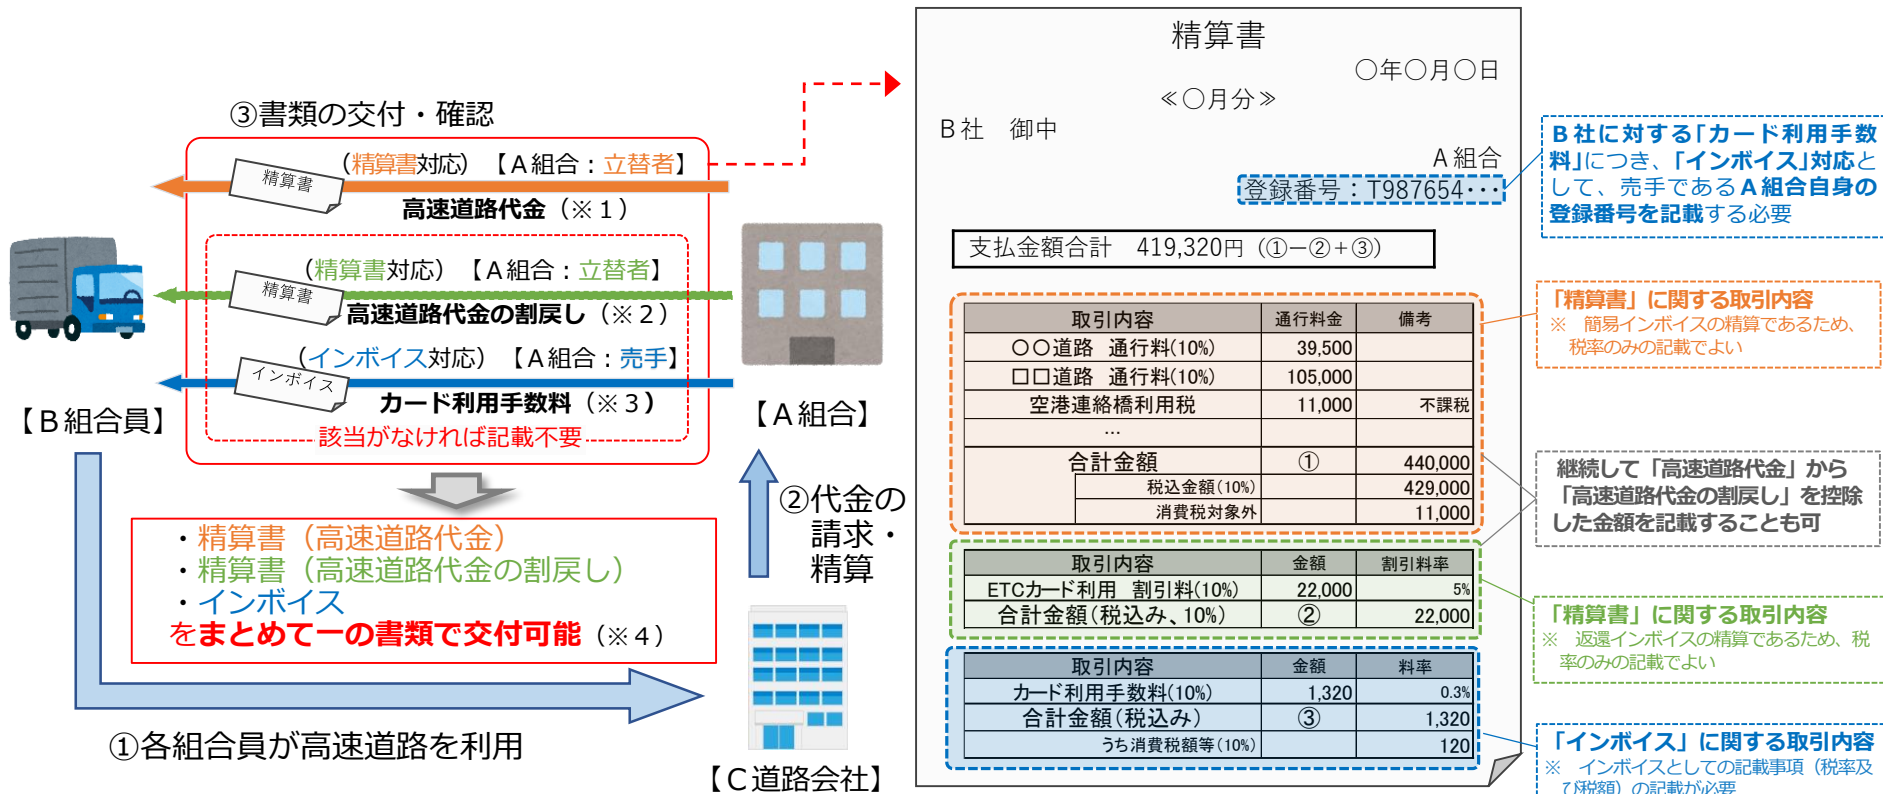 ③書類の交付・確認
（精算書対応）【Ａ組合：立替者】
精算書
高速道路代金（※１）
（精算書対応）【Ａ組合：立替者】
精算書
高速道路代金の割戻し（※２）
（インボイス対応）【Ａ組合：売手】
インボイス
カード利用手数料（※３）
該当がなければ記載不要
【Ｂ組合員】
【Ａ組合】
②代金の
請求・
精算
・精算書（高速道路代金）
・精算書（高速道路代金の割戻し）
・インボイス
をまとめて一の書類で交付可能（※４）
①各組合員が高速道路を利用
【Ｃ道路会社】
精算書
〇年〇月〇日
≪〇月分≫
Ｂ社　御中
Ａ組合
登録番号：T987654･･･
支払金額合計　419,320円（①－②＋③）
取引内容 通行料金 備考
〇〇道路　通行料(10%) 39,500
□□道路　通行料(10%) 105,000
空港連絡橋利用税 11,000 不課税
…
合計金額 ① 440,000
税込金額(10%) 429,000
消費税対象外 11,000
取引内容 金額 割引料率
ETCカード利用　割引料(10%) 22,000 5%
合計金額(税込み、10%) ② 22,000
取引内容 金額 料率
カード利用手数料(10%) 1,320 0.3%
合計金額(税込み) ③ 1,320
うち消費税額等(10%) 120
Ｂ社に対する「カード利用手数
料」につき、「インボイス」対応と
して、売手であるＡ組合自身の
登録番号を記載する必要
「精算書」に関する取引内容
※　簡易インボイスの精算であるため、
税率のみの記載でよい
継続して「高速道路代金」から
「高速道路代金の割戻し」を控除
した金額を記載することも可
「精算書」に関する取引内容
※　返還インボイスの精算であるため、税
率のみの記載でよい
「インボイス」に関する取引内容
※　インボイスとしての記載事項（税率及
び税額）の記載が必要